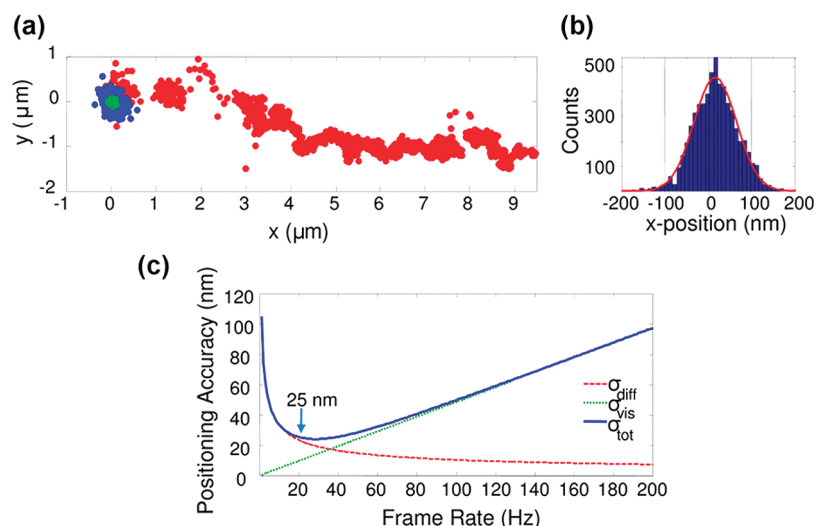 (a)
1
0
-1
-2
y (µm)
-1 0 1 2 3 4 5 6 7 8 9
x (µm)
(b)
500
300
100
Counts
-200 -100 0 100 200
x-position (nm)
(c)
120
100
80
60
40
20
0
Positioning Accuracy (nm)
25 nm
σdiff
σvis
σtot
20 40 60 80 100 120 140 160 180 200
Frame Rate (Hz)